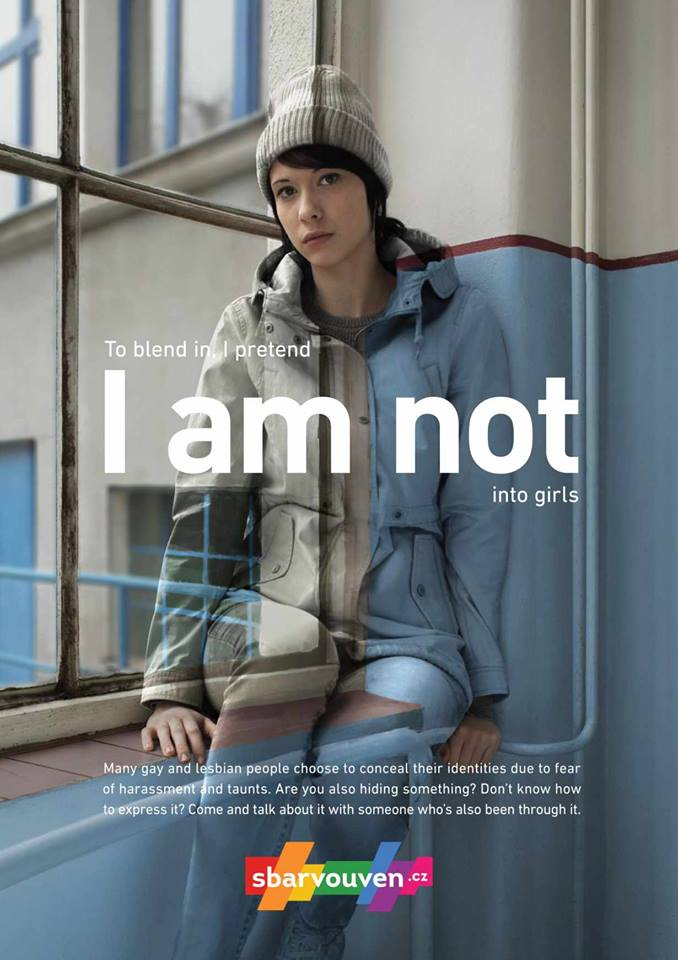 To blend in, I pretend
I am not
into girls
Many gay and lesbian people choose to conceal their identities due to fear
of harassment and taunts. Are you also hiding something? Don't know how
to express it? Come and talk about it with someone who's also been through it.
sbarvouven.cz